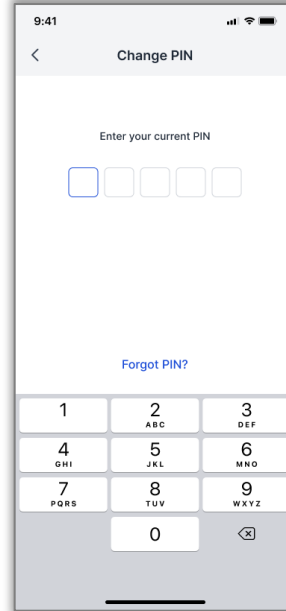 9:41
Change PIN
Enter your current PIN
Forgot PIN?
1 2 3
ABC DEF
4 5 6
GHI JKL MNO
7 8 9
PQRS TUV WXYZ
0